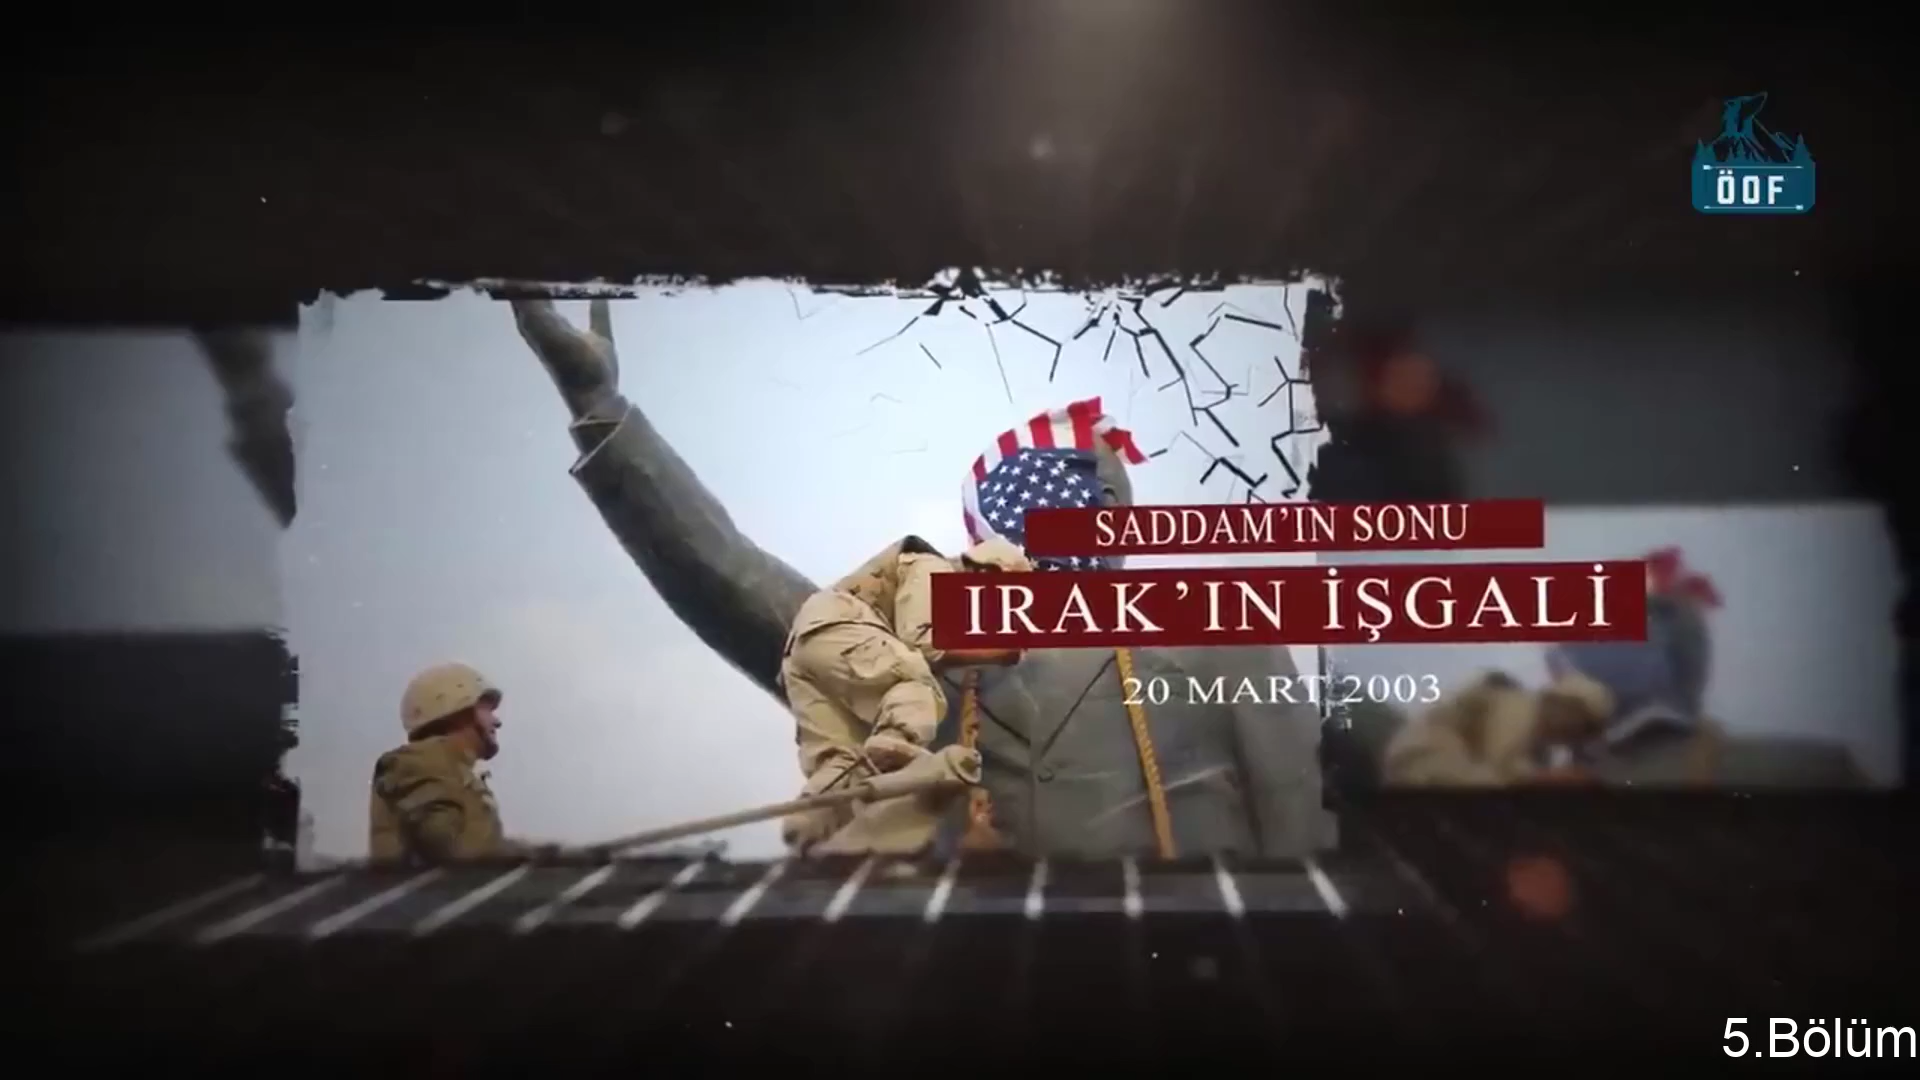 ÖOF
SADDAM'IN SONU
IRAK'IN İŞGALİ
20 MART 2003
5.Bölüm